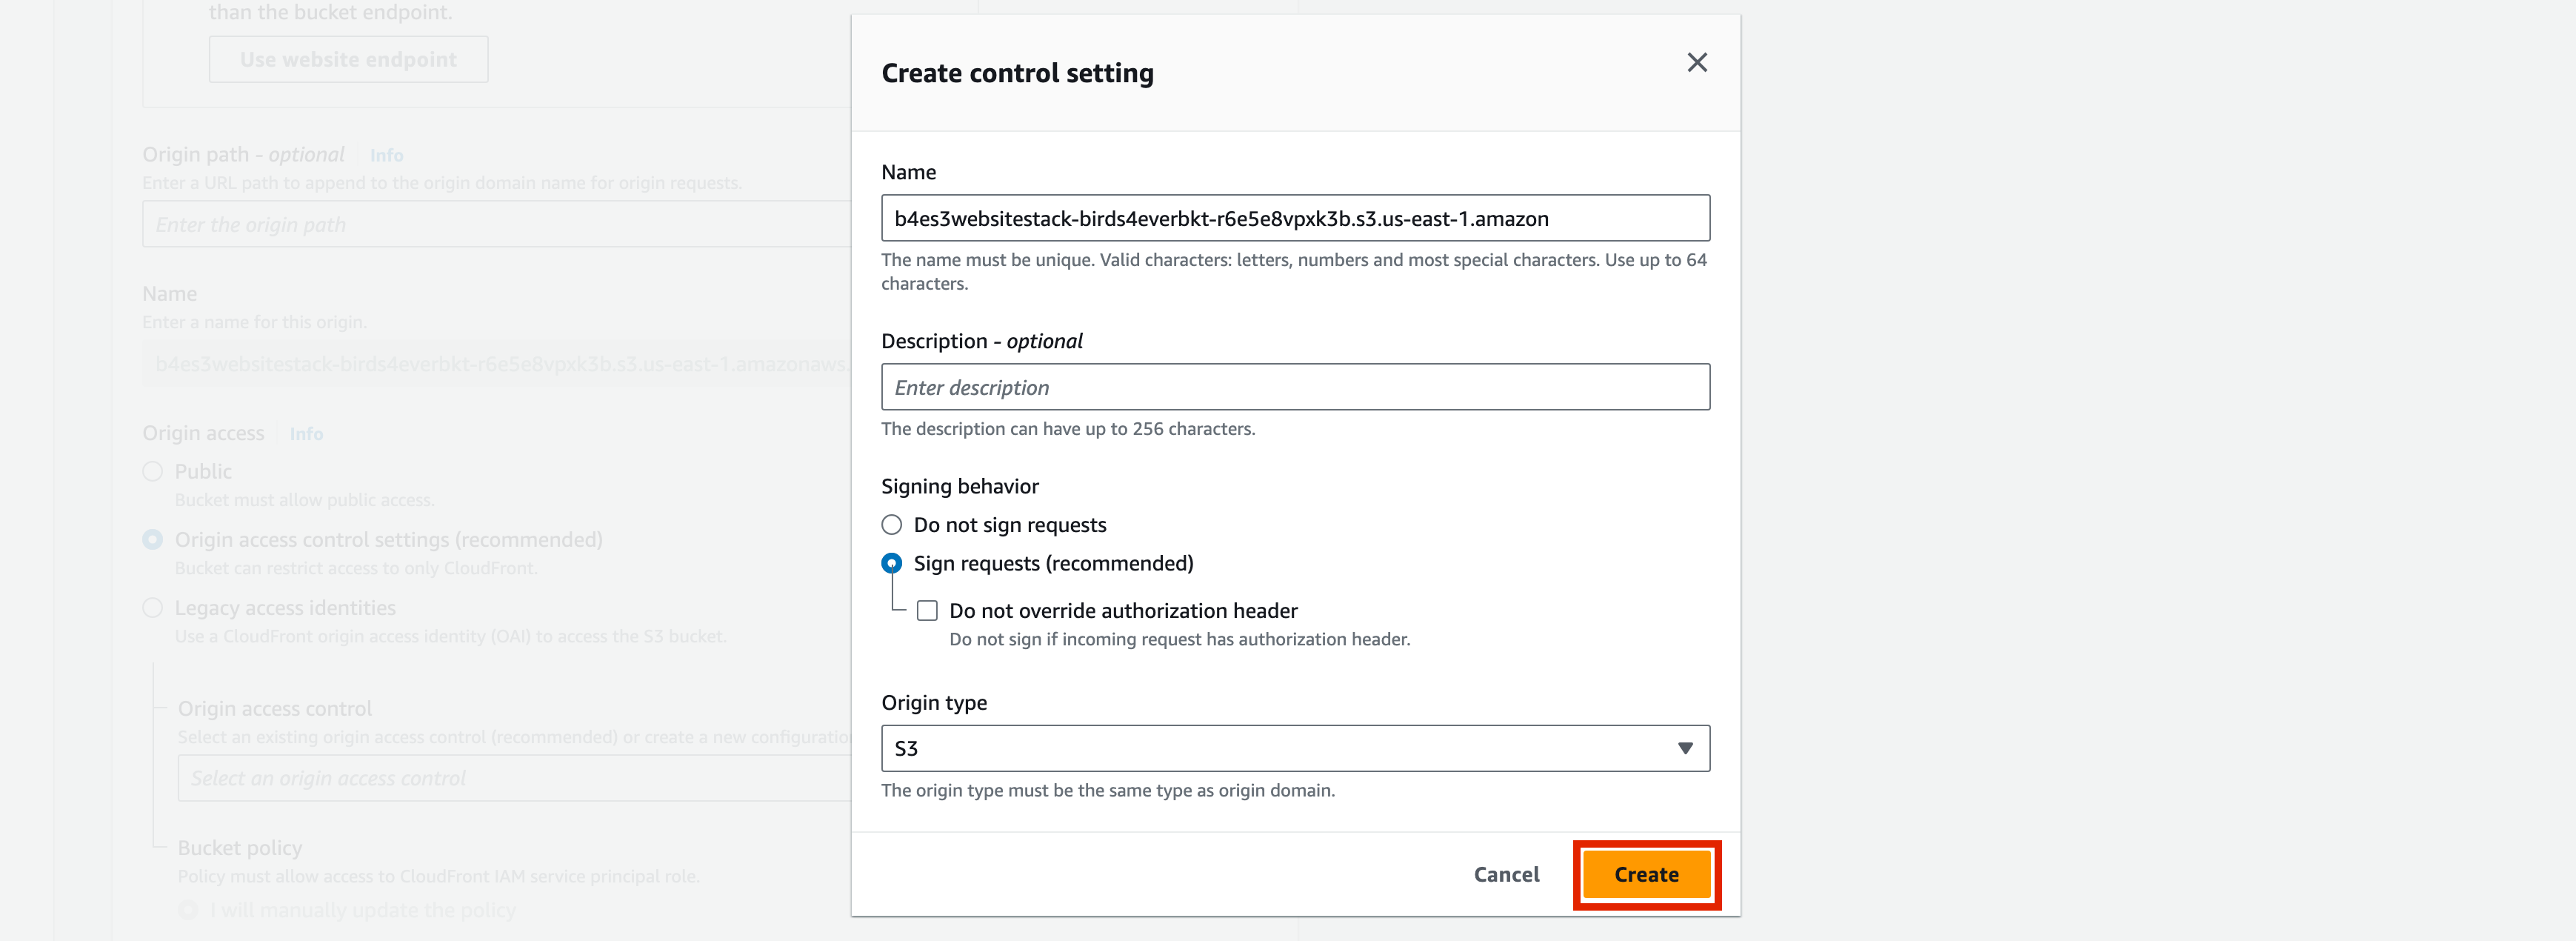 than the bucket endpoint.
Use website endpoint
Origin path - optional Info
Enter a URL path to append to the origin domain name for origin requests.
Enter the origin path
Name
Enter a name for this origin.
b4es3websitestack-birds4everbkt-r6e5e8vpxk3b.s3.us-east-1.amazonaws.
Origin access Info
Public
Bucket must allow public access.
Origin access control settings (recommended)
Bucket can restrict access to only CloudFront.
Legacy access identities
Use a CloudFront origin access identity (OAI) to access the S3 bucket.
Origin access control
Select an existing origin access control (recommended) or create a new configuratio
Select an origin access control
Bucket policy
Policy must allow access to CloudFront IAM service principal role.
I will manually update the policy
Create control setting
Name
b4es3websitestack-birds4everbkt-r6e5e8vpxk3b.s3.us-east-1.amazon
The name must be unique. Valid characters: letters, numbers and most special characters. Use up to 64
characters.
Description - optional
Enter description
The description can have up to 256 characters.
Signing behavior
Do not sign requests
Sign requests (recommended)
Do not override authorization header
Do not sign if incoming request has authorization header.
Origin type
S3
The origin type must be the same type as origin domain.
Cancel
Create